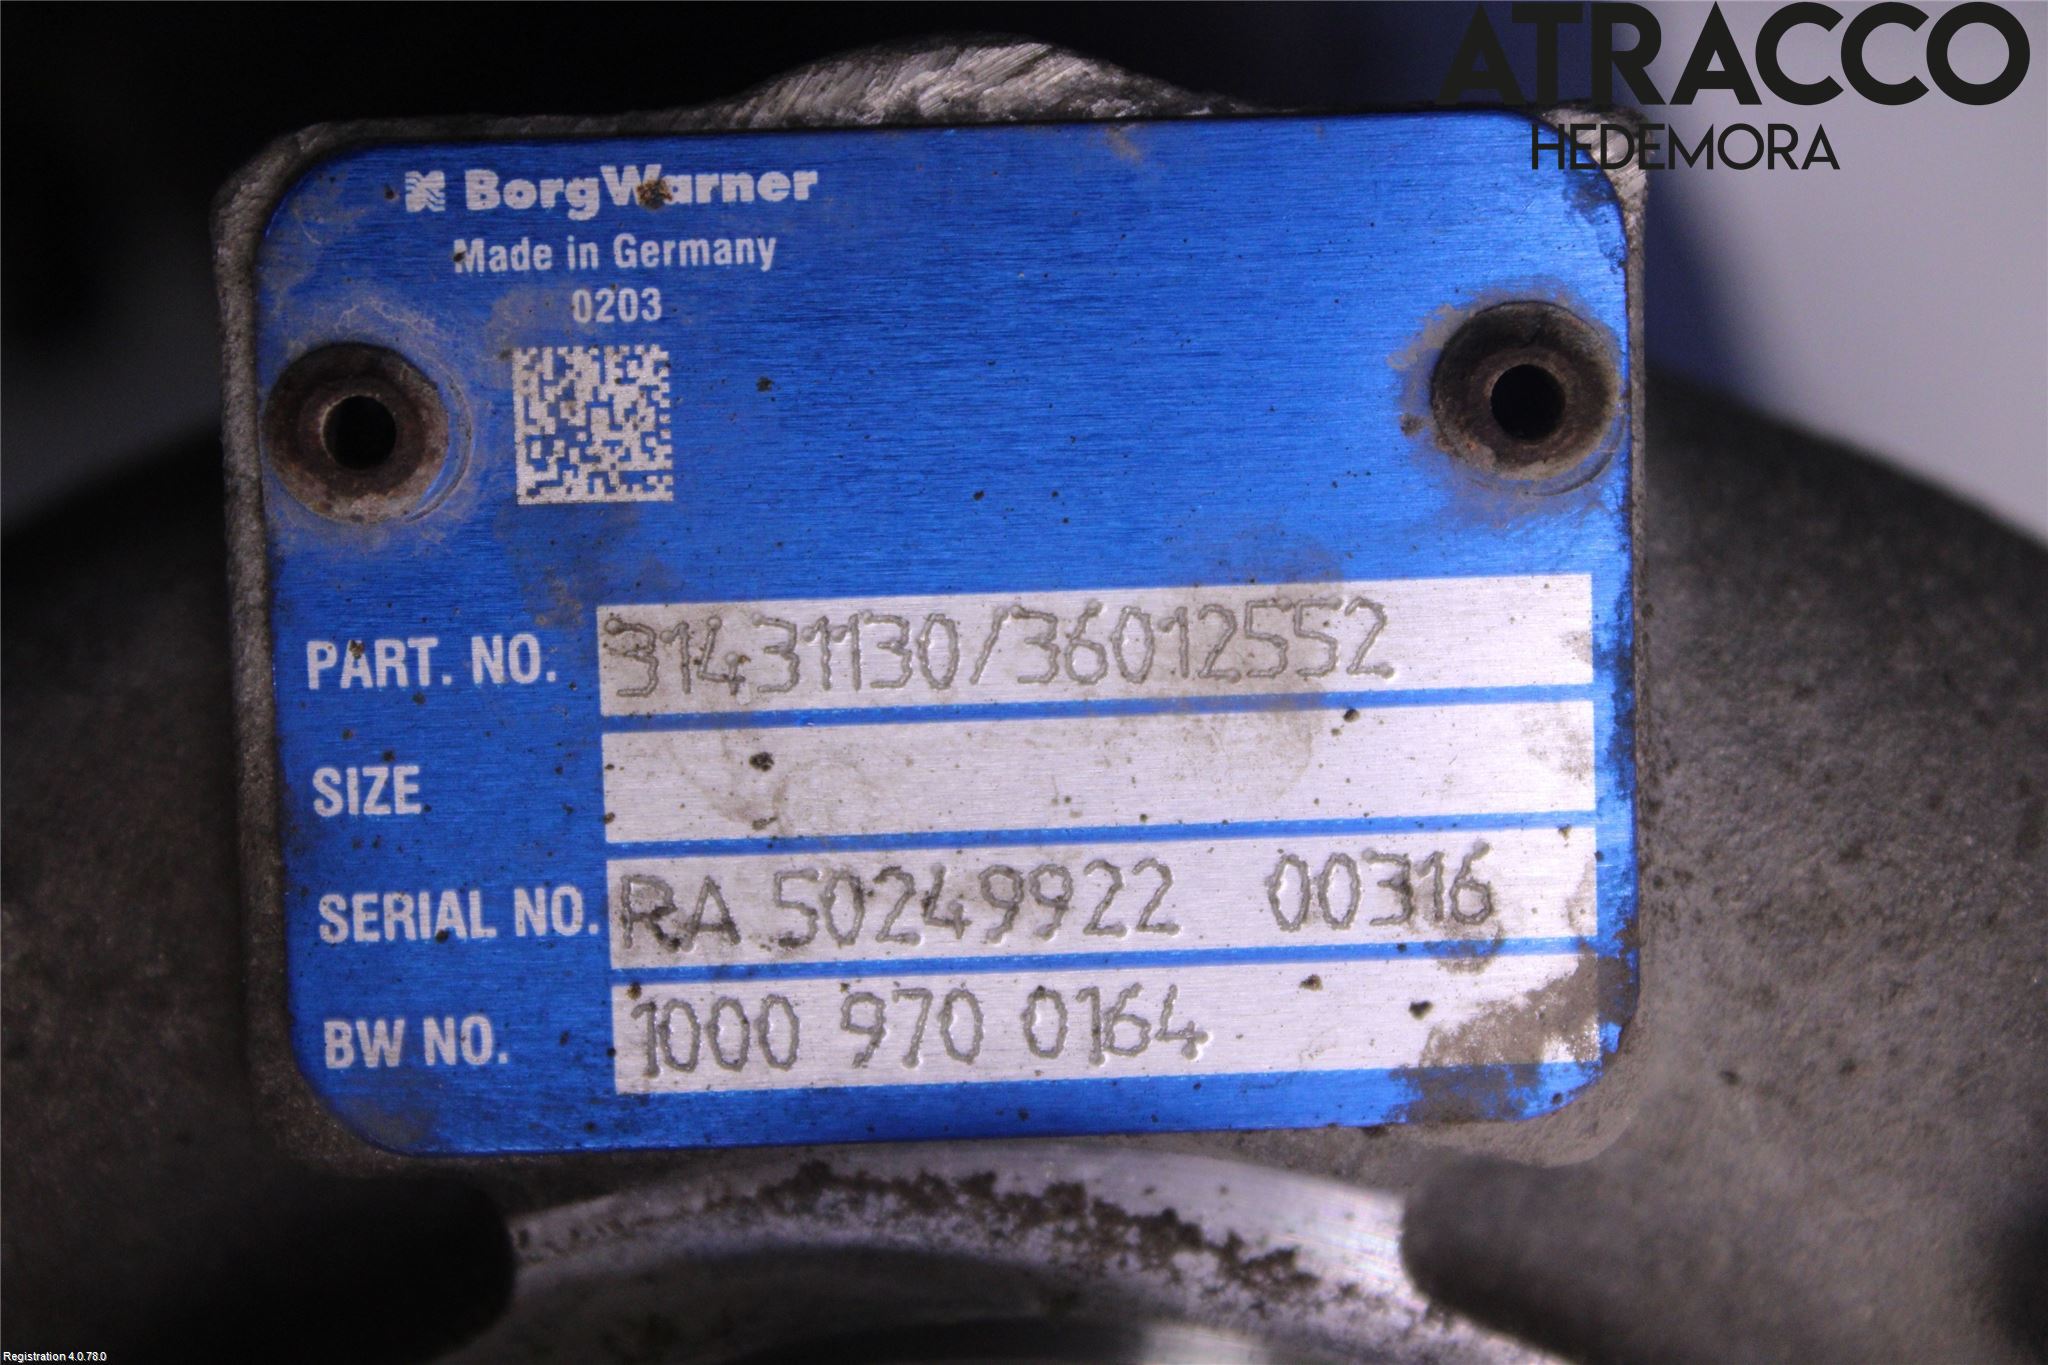 ATRACCO
HEDEMORA
BorgWarner
Made in Germany
0203
PART. NO. 31431130/36012552
SIZE
SERIAL NO. RA 50249922 00316
BW NO. 1000 970 0164
Registration 4.0.78.0